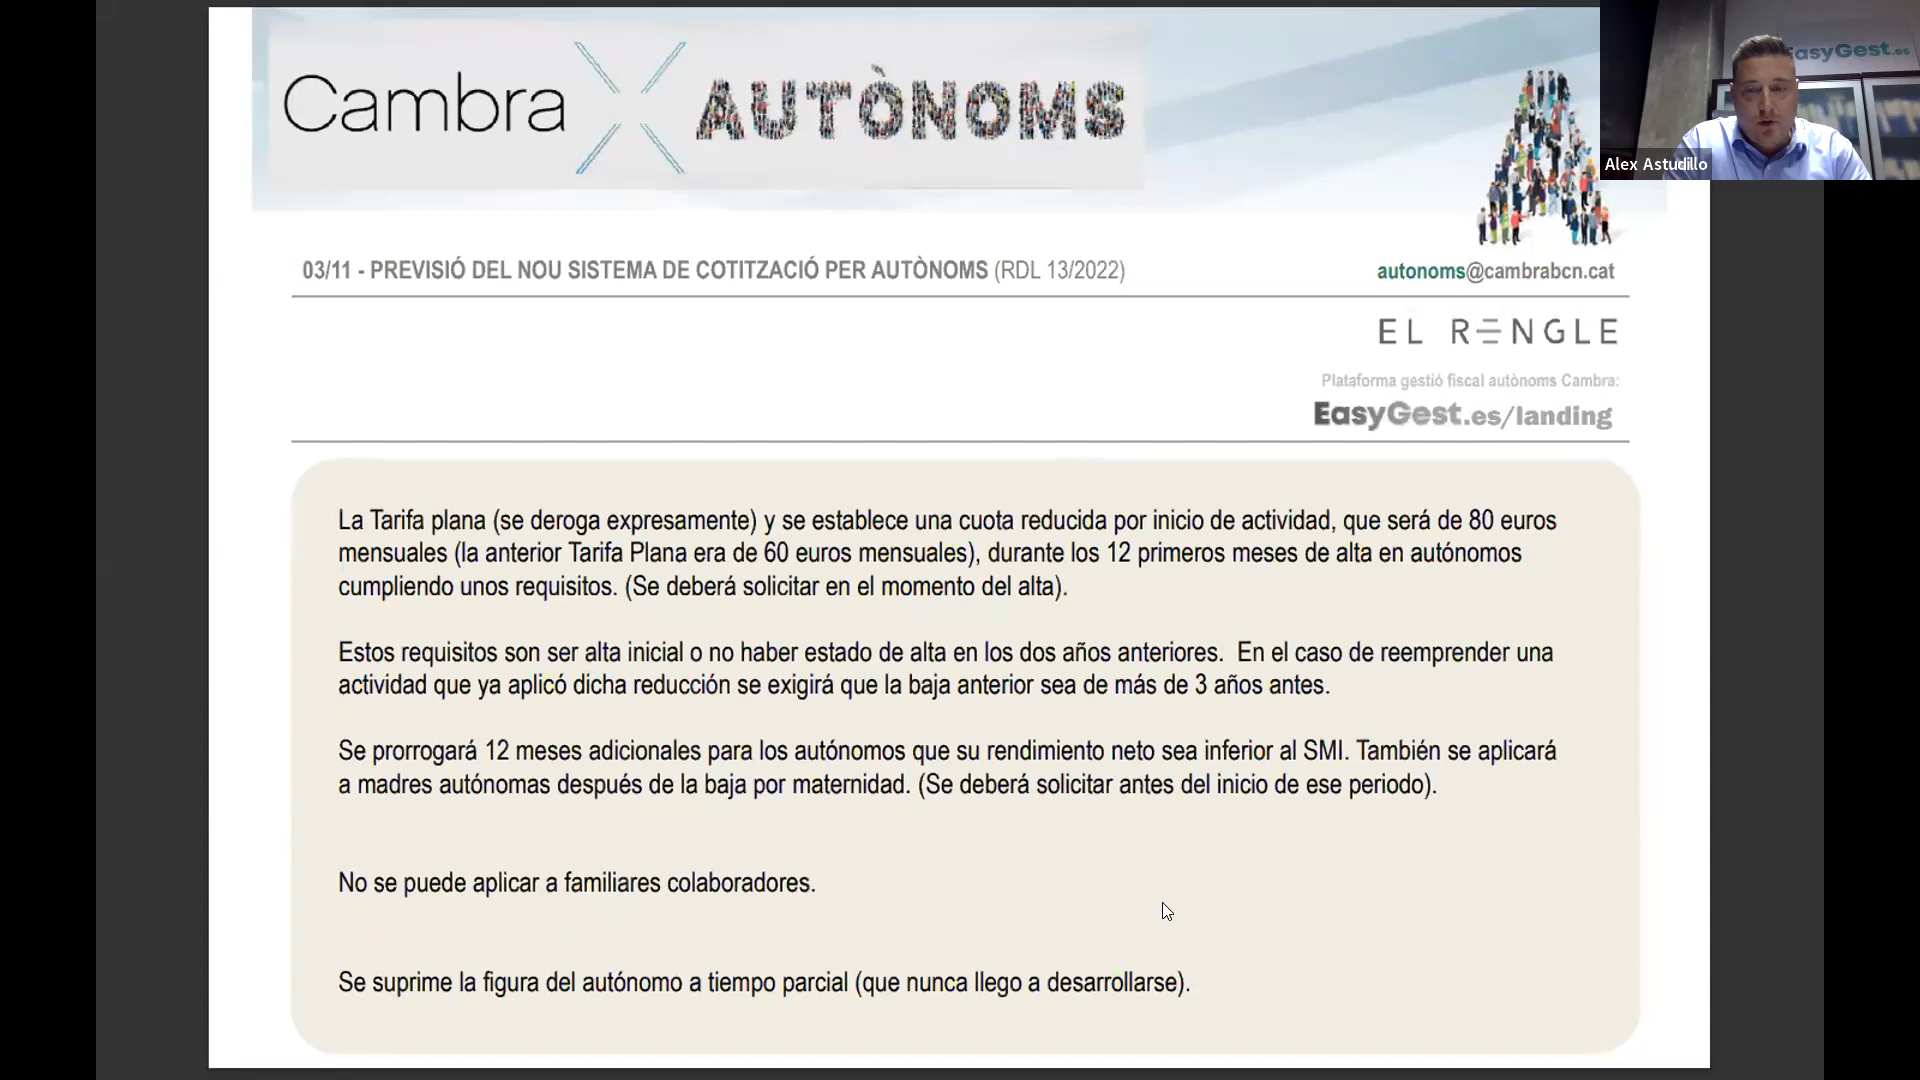 Cambra X AUTÒNOMS
EasyGest.es
Alex Astudillo
03/11 - PREVISIÓ DEL NOU SISTEMA DE COTITZACIÓ PER AUTÒNOMS (RDL 13/2022)
autonoms@cambrabcn.cat
EL RENGLE
Plataforma gestió fiscal autònoms Cambra:
EasyGest.es/landing
La Tarifa plana (se deroga expresamente) y se establece una cuota reducida por inicio de actividad, que será de 80 euros
mensuales (la anterior Tarifa Plana era de 60 euros mensuales), durante los 12 primeros meses de alta en autónomos
cumpliendo unos requisitos. (Se deberá solicitar en el momento del alta).
Estos requisitos son ser alta inicial o no haber estado de alta en los dos años anteriores.  En el caso de reemprender una
actividad que ya aplicó dicha reducción se exigirá que la baja anterior sea de más de 3 años antes.
Se prorrogará 12 meses adicionales para los autónomos que su rendimiento neto sea inferior al SMI. También se aplicará
a madres autónomas después de la baja por maternidad. (Se deberá solicitar antes del inicio de ese periodo).
No se puede aplicar a familiares colaboradores.
Se suprime la figura del autónomo a tiempo parcial (que nunca llego a desarrollarse).